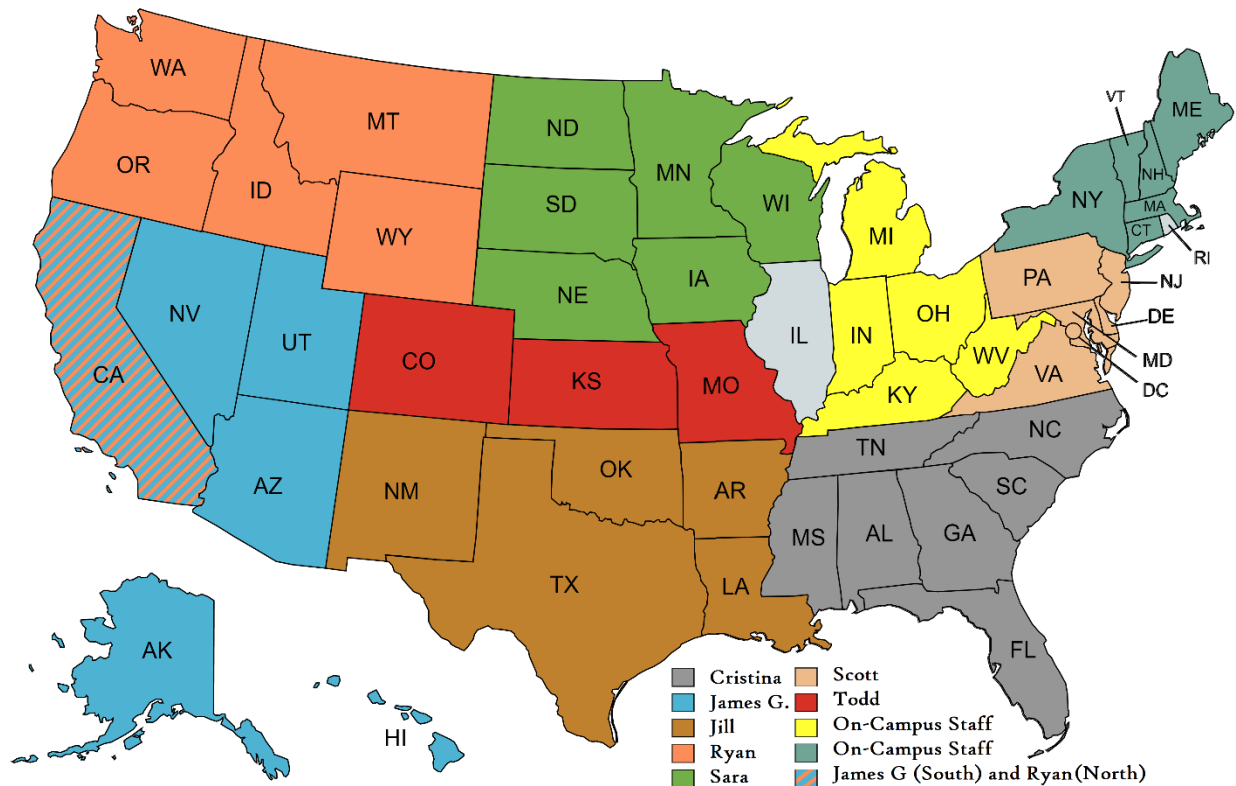 WA
MT
ND
MN
VT
ME
OR
ID
SD
WI
NH
NY
MA
WY
MI
CT
RI
IA
PA
NE
NJ
NV
OH
DE
UT
IL
IN
CO
WV
MD
CA
KS
MO
VA
DC
KY
NC
TN
OK
AZ
NM
AR
SC
MS
AL
GA
TX
LA
AK
FL
HI
Cristina
James G.
Jill
Ryan
Sara
Scott
Todd
On-Campus Staff
On-Campus Staff
James G (South) and Ryan(North)